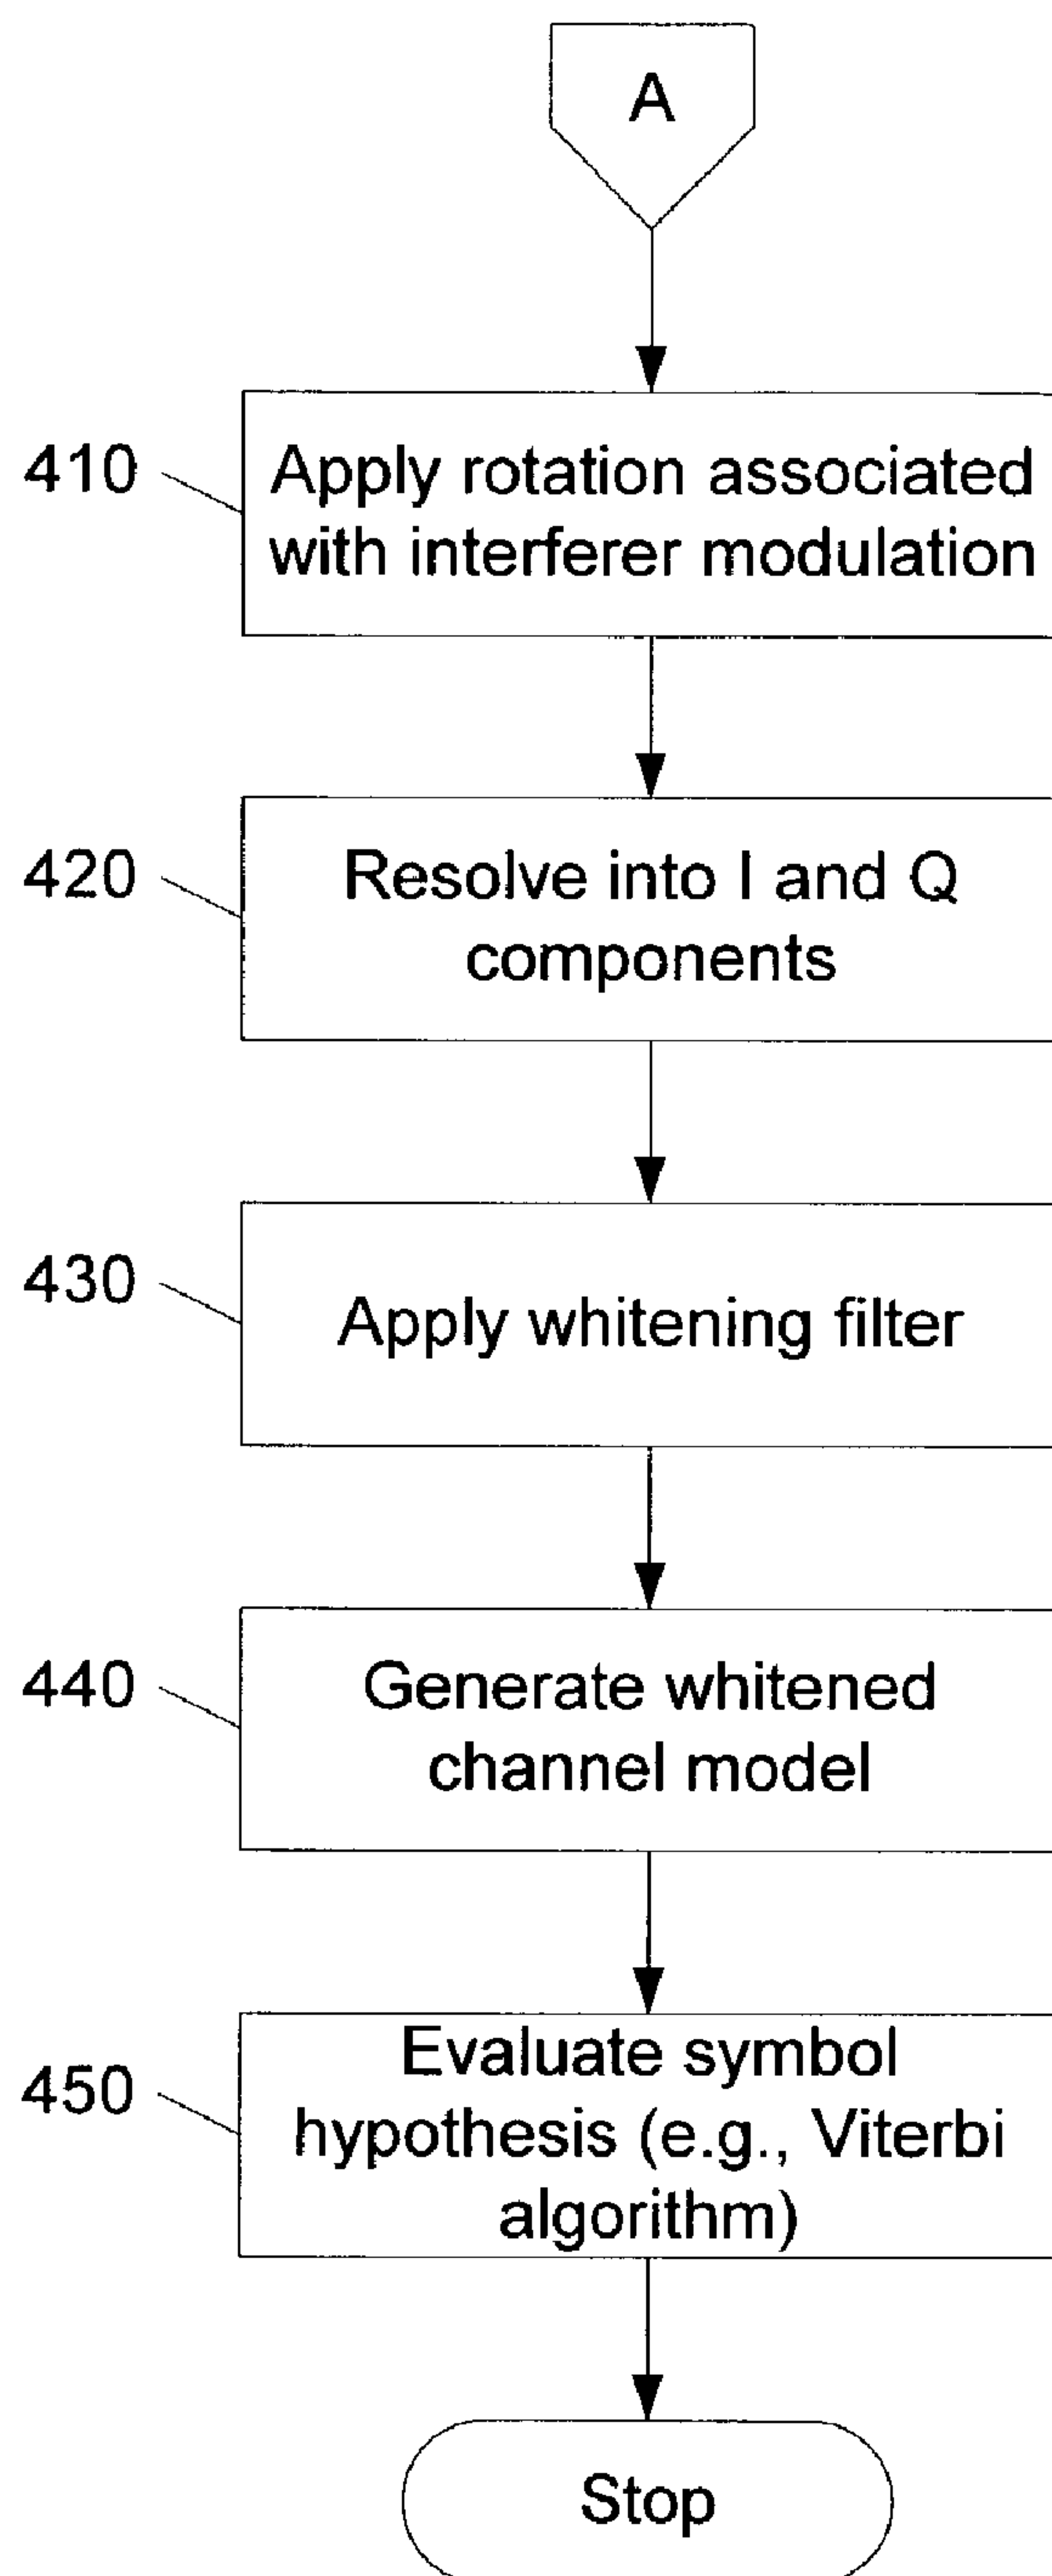 A
410
Apply rotation associated
with interferer modulation
420
Resolve into I and Q
components
430
Apply whitening filter
440
Generate whitened
channel model
450
Evaluate symbol
hypothesis (e.g., Viterbi
algorithm)
Stop